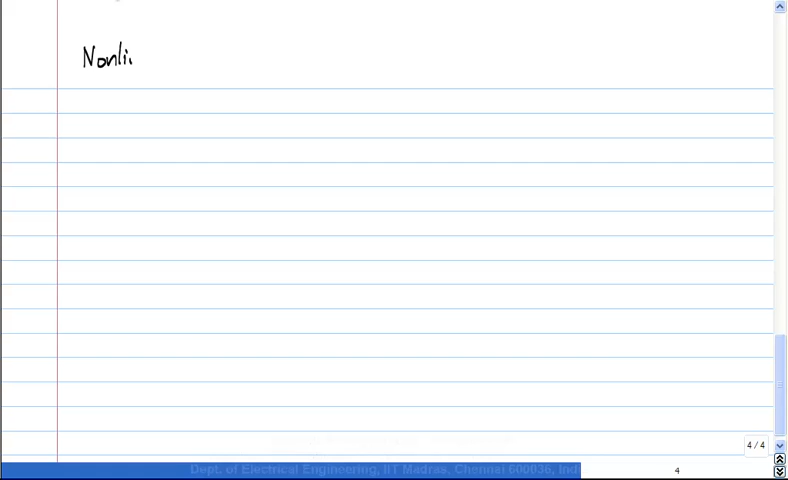 Nonli
4 / 4
Dept. of Electrical Engineering, IIT Madras, Chennai 600036, Indi
4